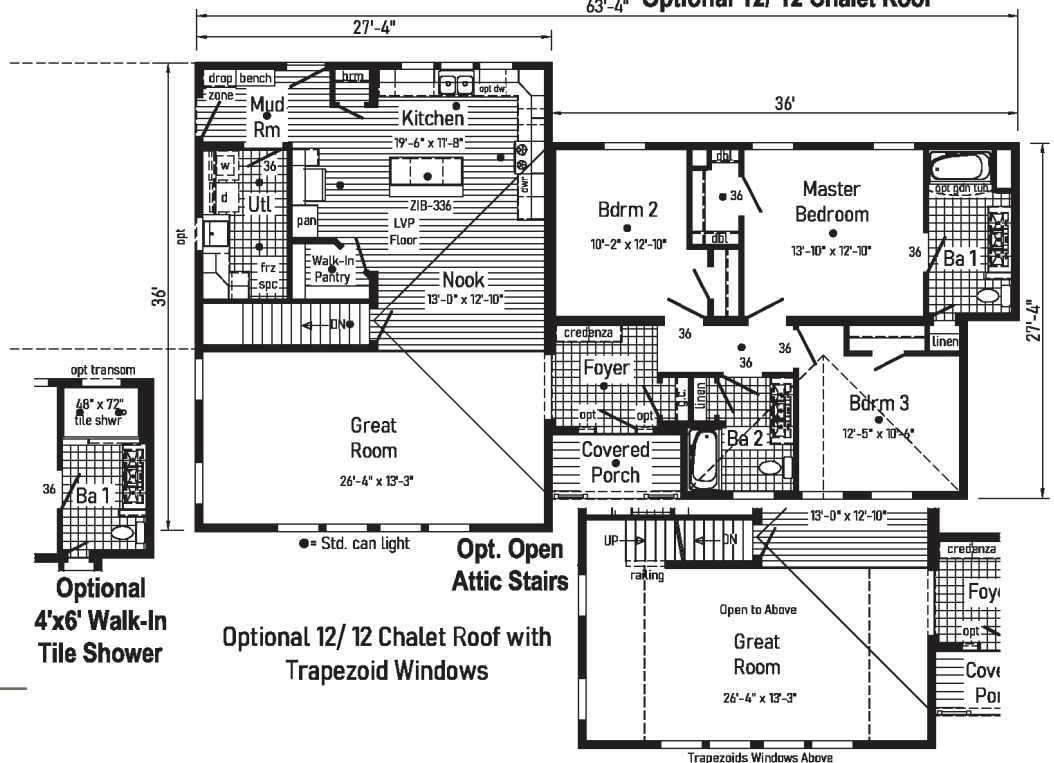 63'-4" Optional 12/ 12 Chalet Roof
27'-4"
36'
drop bench
zone
Mud
Rm
brm
opt dw
Kitchen
19'-6" x 11'-8"
ZIB-336
LVP
Floor
w
d
36
Utl
opt
frz
spc
pan
Walk-In
Pantry
Nook
13'-0" x 12'-10"
DN
36'
Great
Room
26'-4" x 13'-3"
Bdrm 2
10'-2" x 12'-10"
dbl
36
dbl
Master
Bedroom
13'-10" x 12'-10"
opt gdn tub
36
Ba 1
linen
27'-4"
credenza
Foyer
opt
opt
g.c.
36
36
36
linen
Ba 2
Bdrm 3
12'-5" x 10'-6"
Covered
Porch
opt transom
48" x 72"
tile shwr
36
Ba 1
Optional
4'x6' Walk-In
Tile Shower
●= Std. can light
Opt. Open
Attic Stairs
Optional 12/ 12 Chalet Roof with
Trapezoid Windows
13'-0" x 12'-10"
UP
DN
railing
Open to Above
Great
Room
26'-4" x 13'-3"
credenza
Foy
opt
Cove
Por
Trapezoids Windows Above